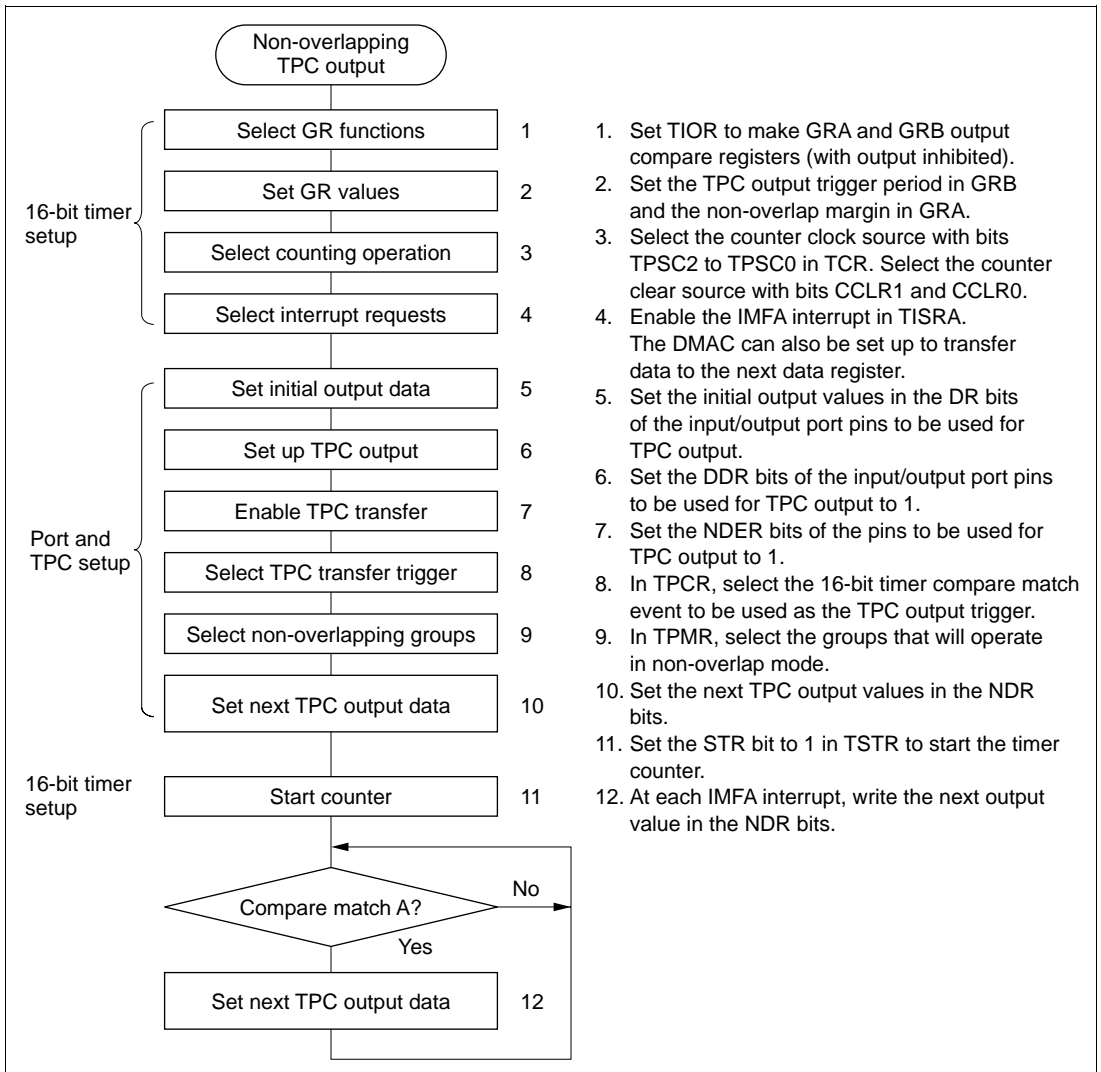 Non-overlapping
TPC output
16-bit timer
setup
Select GR functions 1
Set GR values 2
Select counting operation 3
Select interrupt requests 4
Port and
TPC setup
Set initial output data 5
Set up TPC output 6
Enable TPC transfer 7
Select TPC transfer trigger 8
Select non-overlapping groups 9
Set next TPC output data 10
16-bit timer
setup
Start counter 11
Compare match A?
No
Yes
Set next TPC output data 12
1. Set TIOR to make GRA and GRB output
compare registers (with output inhibited).
2. Set the TPC output trigger period in GRB
and the non-overlap margin in GRA.
3. Select the counter clock source with bits
TPSC2 to TPSC0 in TCR. Select the counter
clear source with bits CCLR1 and CCLR0.
4. Enable the IMFA interrupt in TISRA.
The DMAC can also be set up to transfer
data to the next data register.
5. Set the initial output values in the DR bits
of the input/output port pins to be used for
TPC output.
6. Set the DDR bits of the input/output port pins
to be used for TPC output to 1.
7. Set the NDER bits of the pins to be used for
TPC output to 1.
8. In TPCR, select the 16-bit timer compare match
event to be used as the TPC output trigger.
9. In TPMR, select the groups that will operate
in non-overlap mode.
10. Set the next TPC output values in the NDR
bits.
11. Set the STR bit to 1 in TSTR to start the timer
counter.
12. At each IMFA interrupt, write the next output
value in the NDR bits.